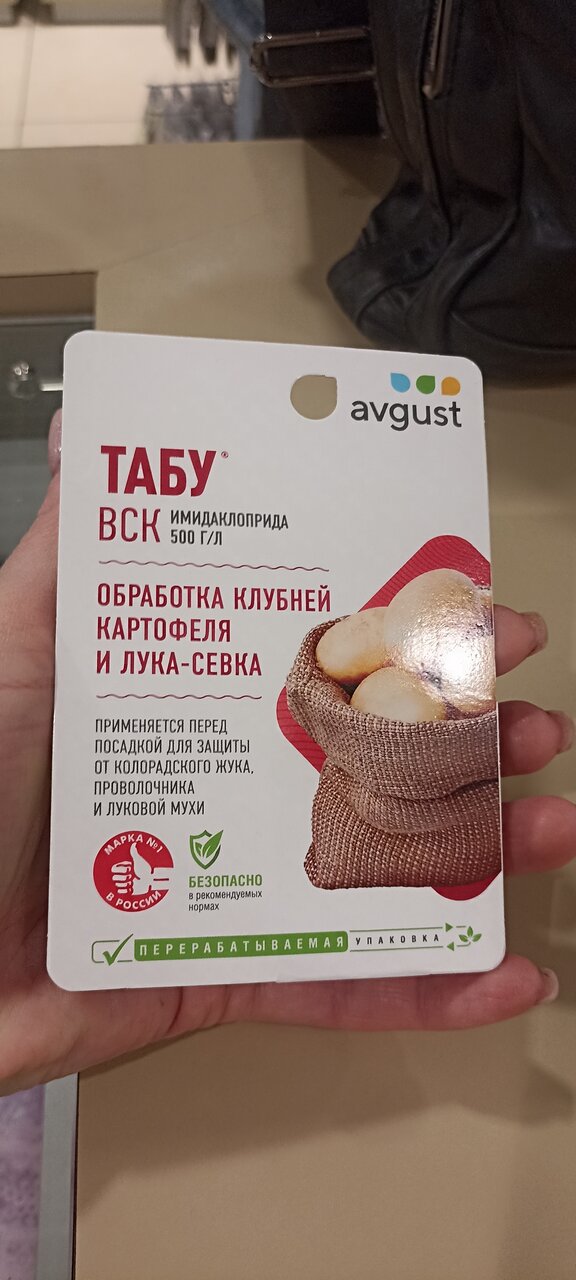 avgust
ТАБУ®
ВСК ИМИДАКЛОПРИДА
500 Г/Л
ОБРАБОТКА КЛУБНЕЙ
КАРТОФЕЛЯ
И ЛУКА-СЕВКА
ПРИМЕНЯЕТСЯ ПЕРЕД
ПОСАДКОЙ ДЛЯ ЗАЩИТЫ
ОТ КОЛОРАДСКОГО ЖУКА,
ПРОВОЛОЧНИКА
И ЛУКОВОЙ МУХИ
МАРКА №1
В РОССИИ
БЕЗОПАСНО
в рекомендуемых
нормах
ПЕРЕРАБАТЫВАЕМАЯ УПАКОВКА